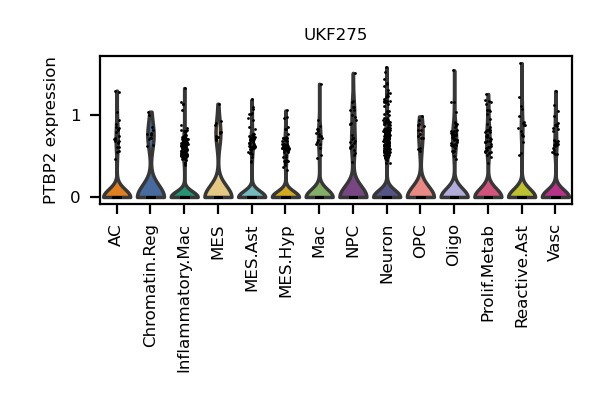 UKF275
PTBP2 expression
1
0
AC
Chromatin.Reg
Inflammatory.Mac
MES
MES.Ast
MES.Hyp
Mac
NPC
Neuron
OPC
Oligo
Prolif.Metab
Reactive.Ast
Vasc